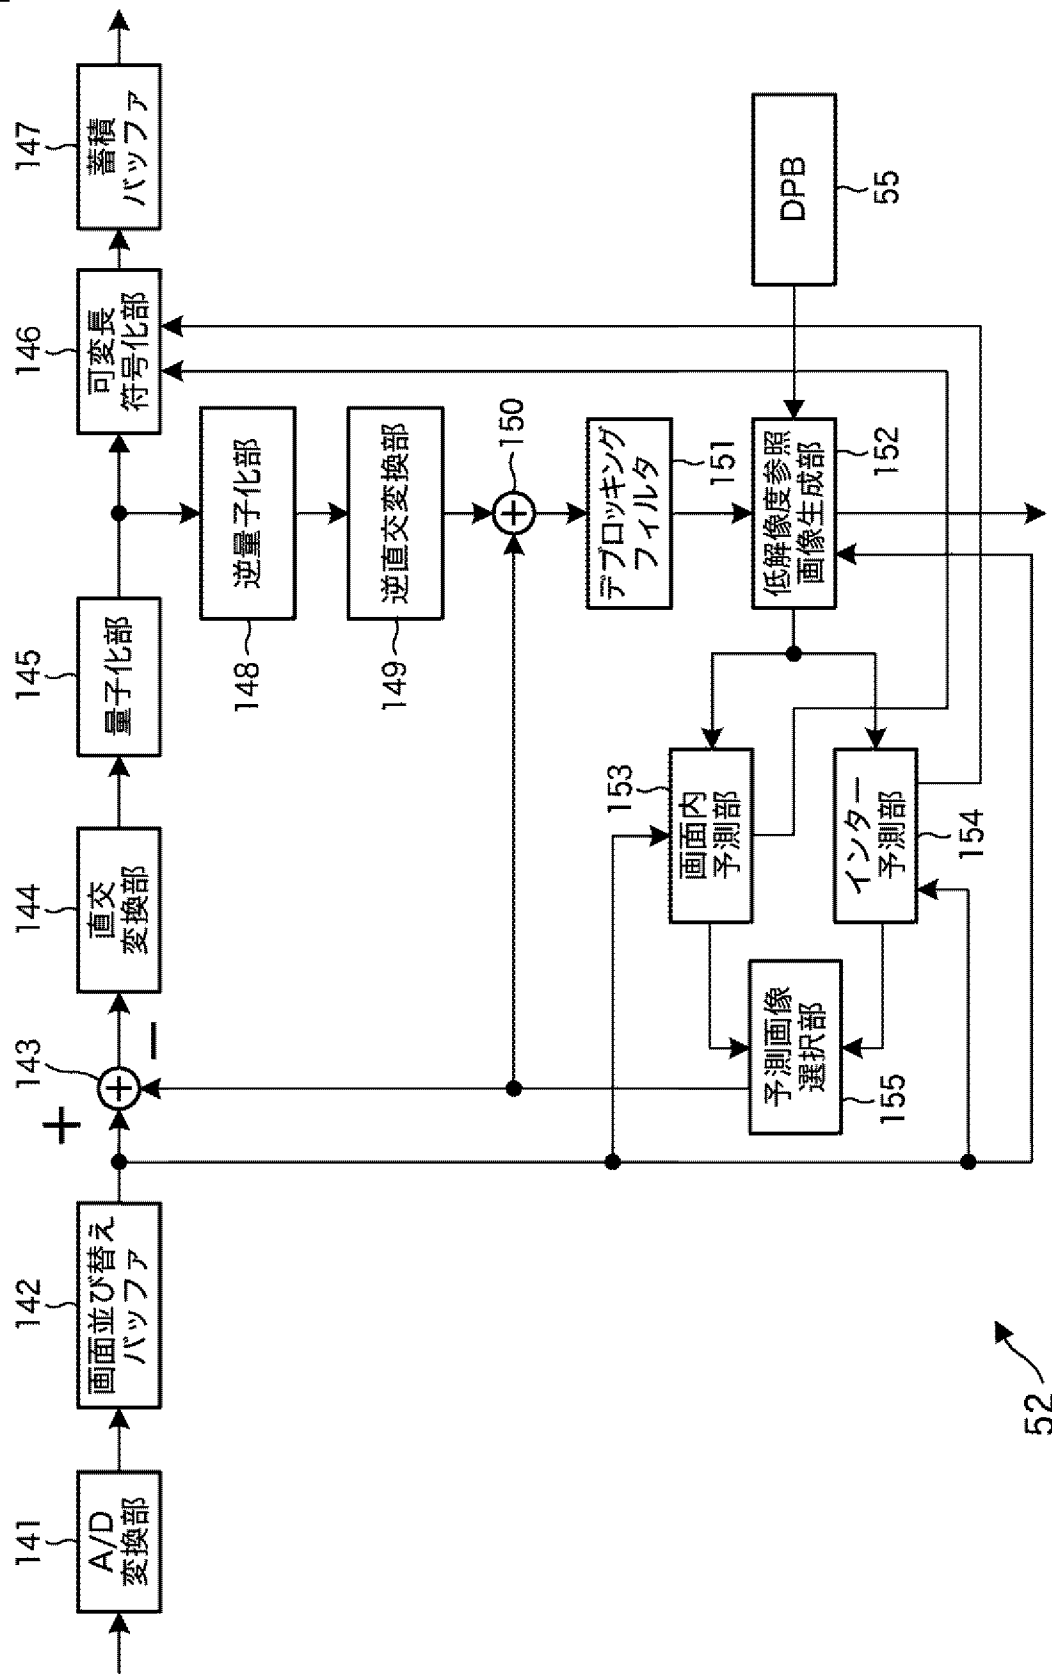 141
A/D
変換部
142
画面並び替え
バッファ
+
143
−
144
直交
変換部
145
量子化部
146
可変長
符号化部
147
蓄積
バッファ
148
逆量子化部
149
逆直交変換部
150
デブロッキング
フィルタ
151
低解像度参照
画像生成部
152
DPB
55
153
画面内
予測部
インター
予測部
154
予測画像
選択部
155
52